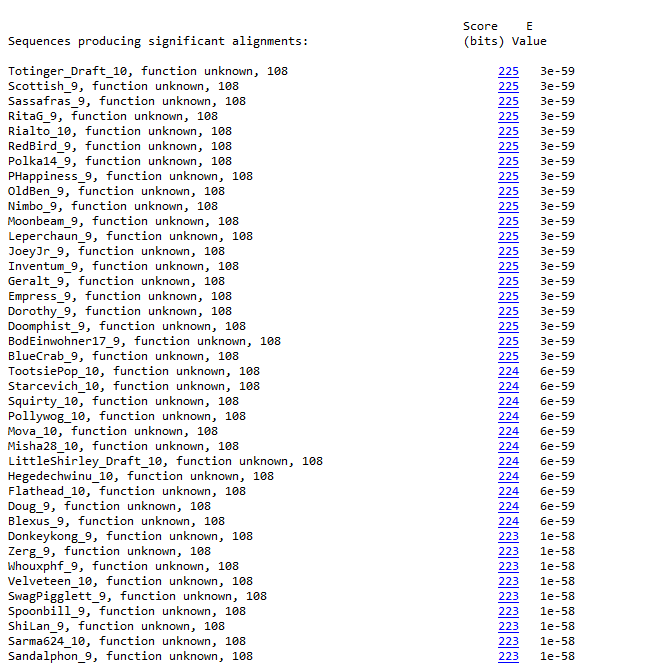 Score E
Sequences producing significant alignments: (bits) Value
Totinger_Draft_10, function unknown, 108 225 3e-59
Scottish_9, function unknown, 108 225 3e-59
Sassafras_9, function unknown, 108 225 3e-59
RitaG_9, function unknown, 108 225 3e-59
Rialto_10, function unknown, 108 225 3e-59
RedBird_9, function unknown, 108 225 3e-59
Polka14_9, function unknown, 108 225 3e-59
PHappiness_9, function unknown, 108 225 3e-59
OldBen_9, function unknown, 108 225 3e-59
Nimbo_9, function unknown, 108 225 3e-59
Moonbeam_9, function unknown, 108 225 3e-59
Leperchaun_9, function unknown, 108 225 3e-59
JoeyJr_9, function unknown, 108 225 3e-59
Inventum_9, function unknown, 108 225 3e-59
Geralt_9, function unknown, 108 225 3e-59
Empress_9, function unknown, 108 225 3e-59
Dorothy_9, function unknown, 108 225 3e-59
Doomphist_9, function unknown, 108 225 3e-59
BodEinwohner17_9, function unknown, 108 225 3e-59
BlueCrab_9, function unknown, 108 225 3e-59
TootsiePop_10, function unknown, 108 224 6e-59
Starcevich_10, function unknown, 108 224 6e-59
Squirty_10, function unknown, 108 224 6e-59
Pollywog_10, function unknown, 108 224 6e-59
Mova_10, function unknown, 108 224 6e-59
Misha28_10, function unknown, 108 224 6e-59
LittleShirley_Draft_10, function unknown, 108 224 6e-59
Hegedechwinu_10, function unknown, 108 224 6e-59
Flathead_10, function unknown, 108 224 6e-59
Doug_9, function unknown, 108 224 6e-59
Blexus_9, function unknown, 108 224 6e-59
Donkeykong_9, function unknown, 108 223 1e-58
Zerg_9, function unknown, 108 223 1e-58
Whouxphf_9, function unknown, 108 223 1e-58
Velveteen_10, function unknown, 108 223 1e-58
SwagPigglett_9, function unknown, 108 223 1e-58
Spoonbill_9, function unknown, 108 223 1e-58
ShiLan_9, function unknown, 108 223 1e-58
Sarma624_10, function unknown, 108 223 1e-58
Sandalphon_9, function unknown, 108 223 1e-58